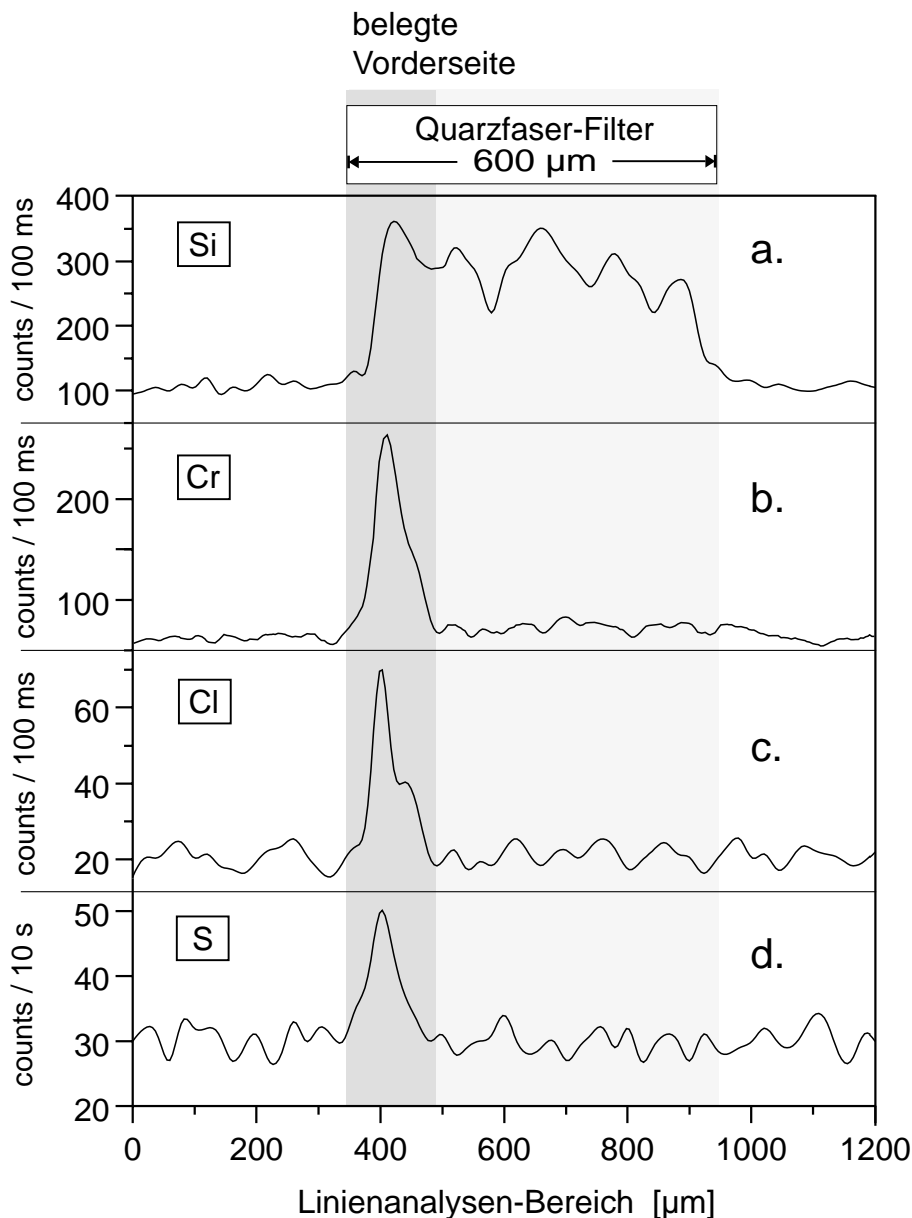 belegte
Vorderseite
Quarzfaser-Filter
600 µm
400
300
200
100
counts / 100 ms
Si
a.
200
100
counts / 100 ms
Cr
b.
60
40
20
counts / 100 ms
Cl
c.
50
40
30
20
counts / 10 s
S
d.
0 200 400 600 800 1000 1200
Linienanalysen-Bereich [µm]